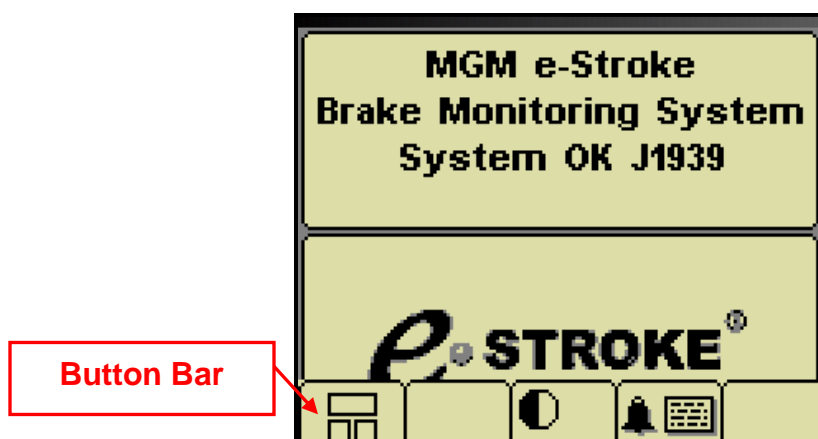 MGM e-Stroke
Brake Monitoring System
System OK J1939
e-STROKE®
Button Bar